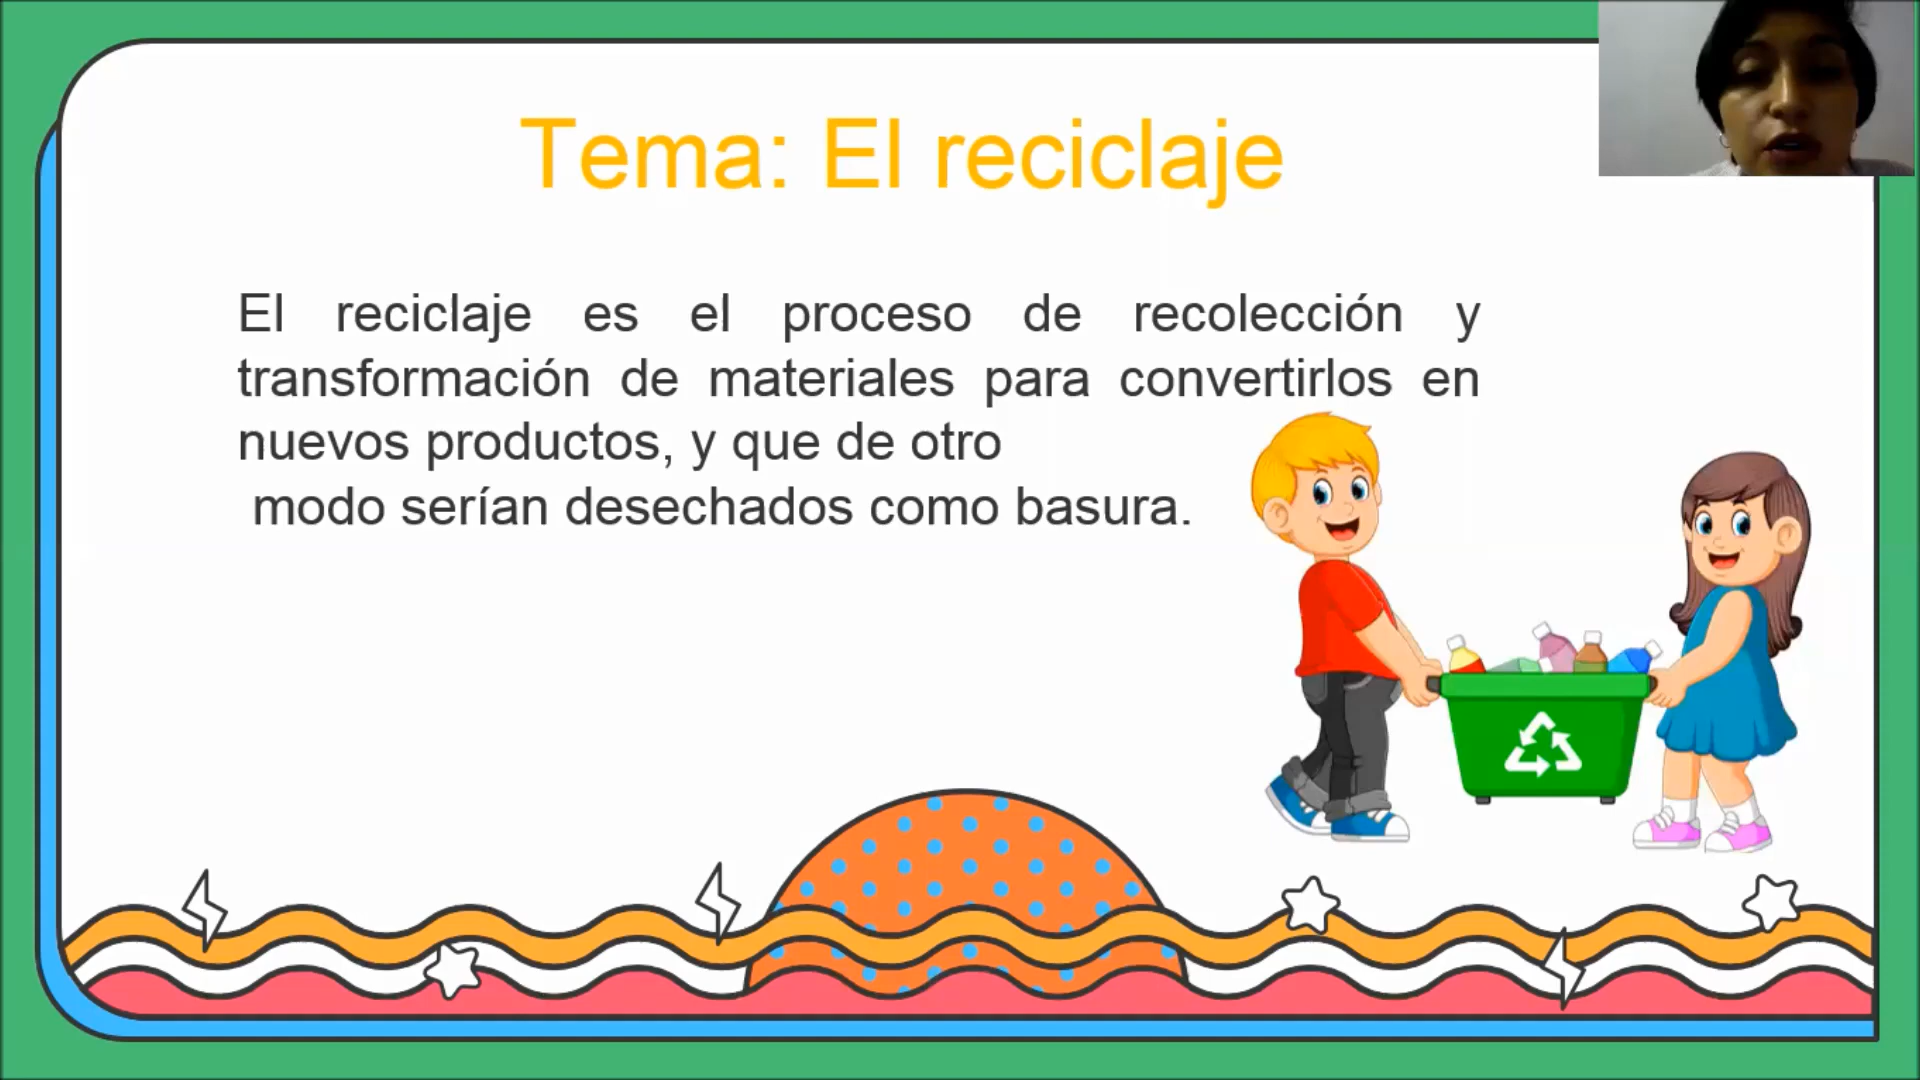 Tema: El reciclaje
El reciclaje es el proceso de recolección y
transformación de materiales para convertirlos en
nuevos productos, y que de otro
modo serían desechados como basura.